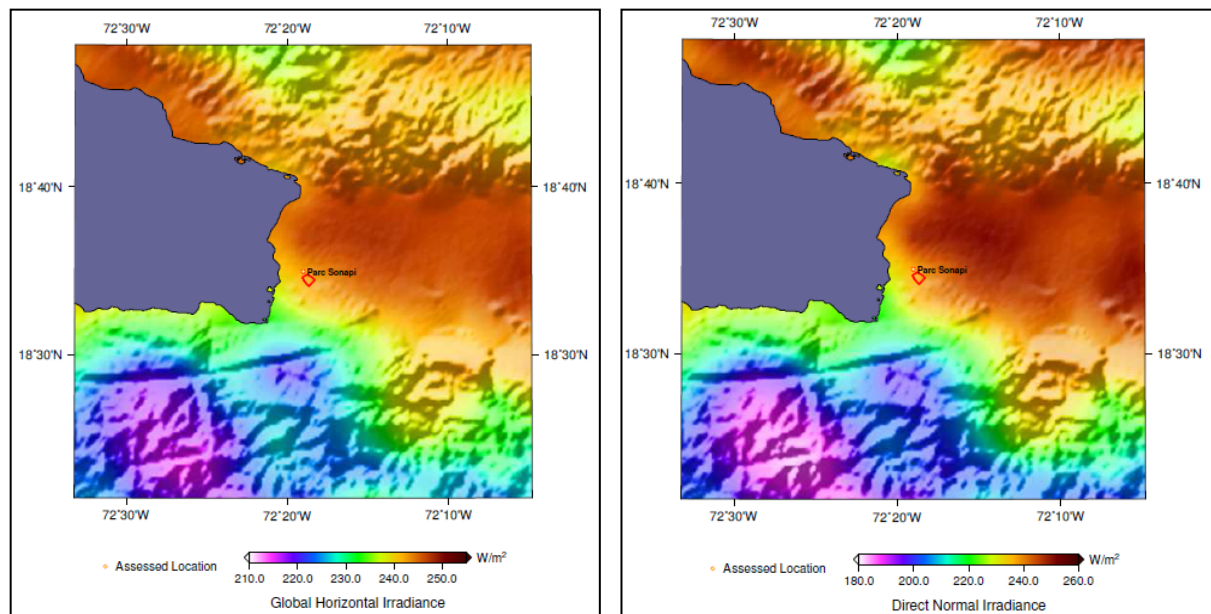 72˚30'W 72˚20'W 72˚10'W
18˚40'N 18˚40'N
Parc Sonapi
18˚30'N 18˚30'N
72˚30'W 72˚20'W 72˚10'W
Assessed Location
W/m²
210.0 220.0 230.0 240.0 250.0
Global Horizontal Irradiance
72˚30'W 72˚20'W 72˚10'W
18˚40'N 18˚40'N
Parc Sonapi
18˚30'N 18˚30'N
72˚30'W 72˚20'W 72˚10'W
Assessed Location
W/m²
180.0 200.0 220.0 240.0 260.0
Direct Normal Irradiance